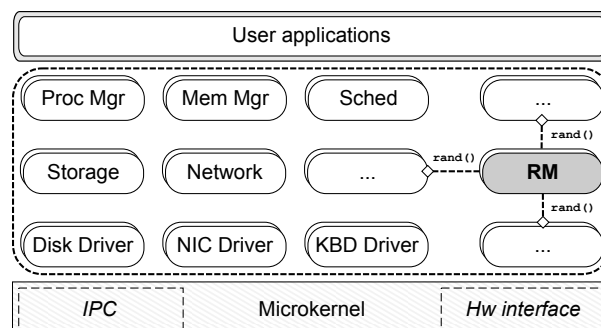 User applications
Proc Mgr Mem Mgr Sched ...
rand()
Storage Network ... rand() RM
rand()
Disk Driver NIC Driver KBD Driver ...
IPC Microkernel Hw interface